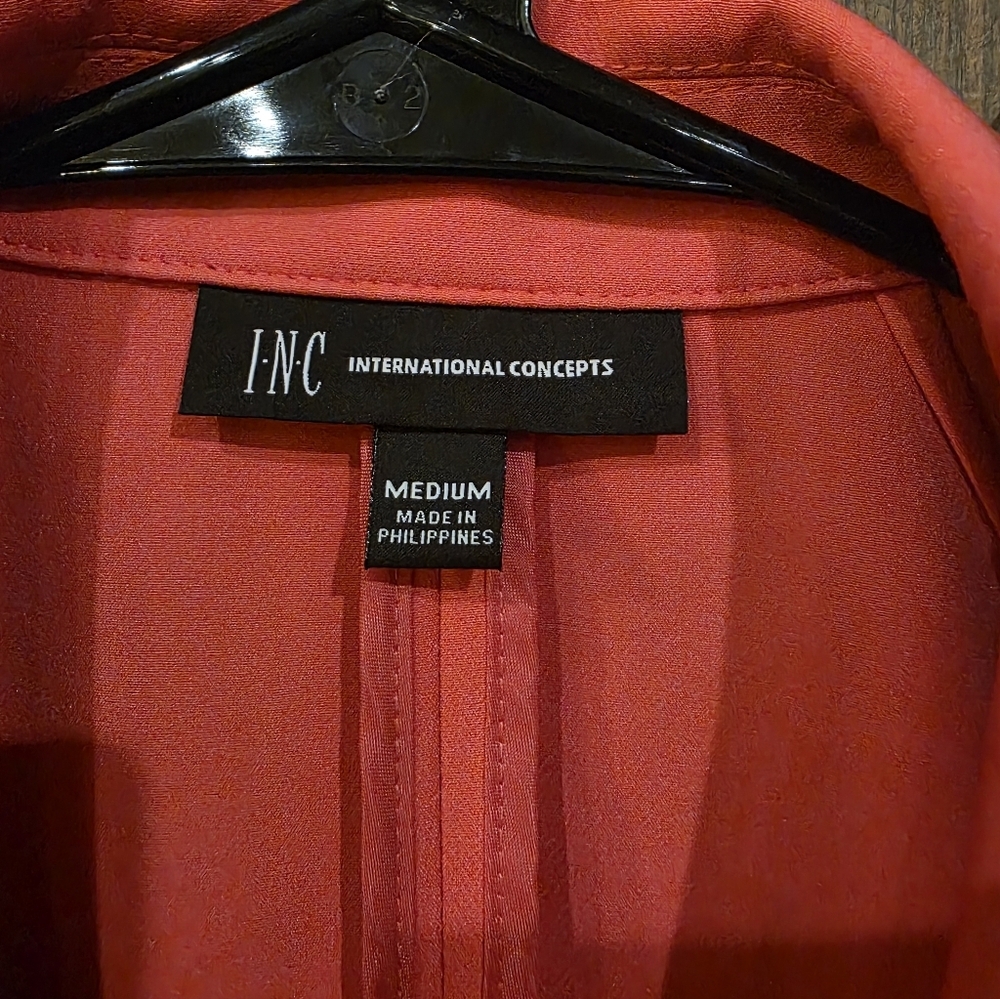 I·N·C INTERNATIONAL CONCEPTS
MEDIUM
MADE IN
PHILIPPINES